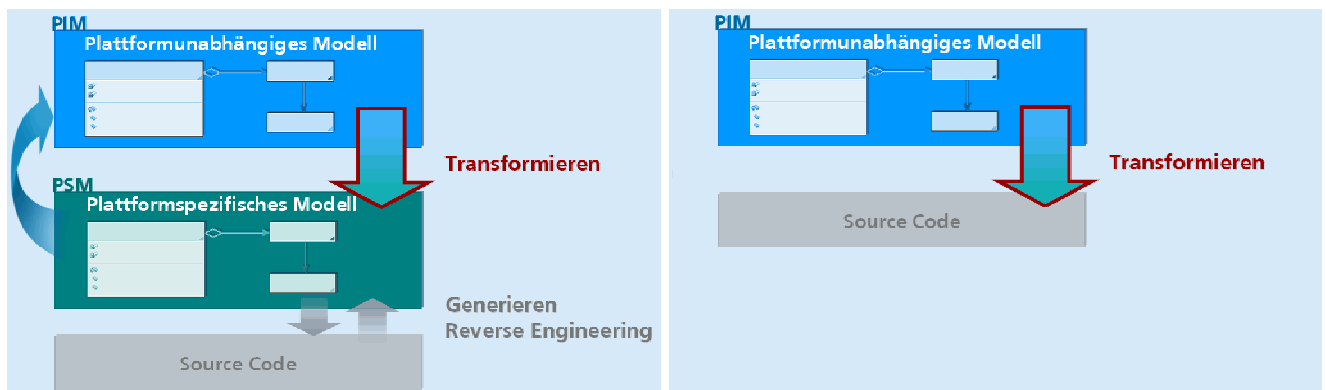 PIM
Plattformunabhängiges Modell
Transformieren
PSM
Plattformspezifisches Modell
Generieren
Reverse Engineering
Source Code
PIM
Plattformunabhängiges Modell
Transformieren
Source Code